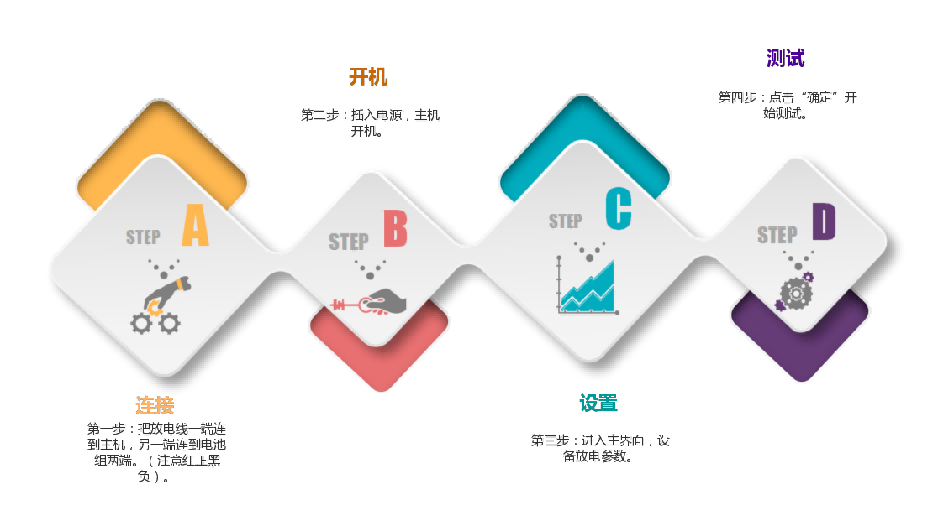 测试
开机
第四步：点击“确定”开
始测试。
第二步：插入电源，主机
开机。
STEP A
STEP B
STEP C
STEP D
连接
第一步：把放电线一端连
到主机，另一端连到电池
组两端。（注意红上黑
负）。
设置
第三步：进入主界面，设
备放电参数。